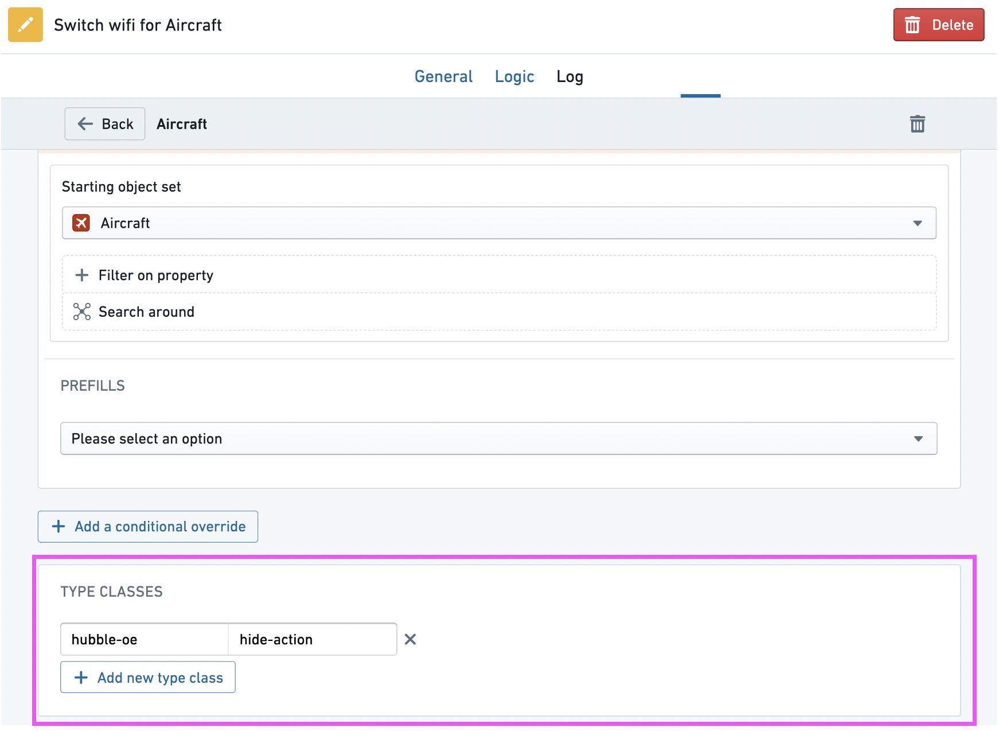 Switch wifi for Aircraft
Delete
General Logic Log
Back Aircraft
Starting object set
Aircraft
Filter on property
Search around
PREFILLS
Please select an option
Add a conditional override
TYPE CLASSES
hubble-oe hide-action
Add new type class